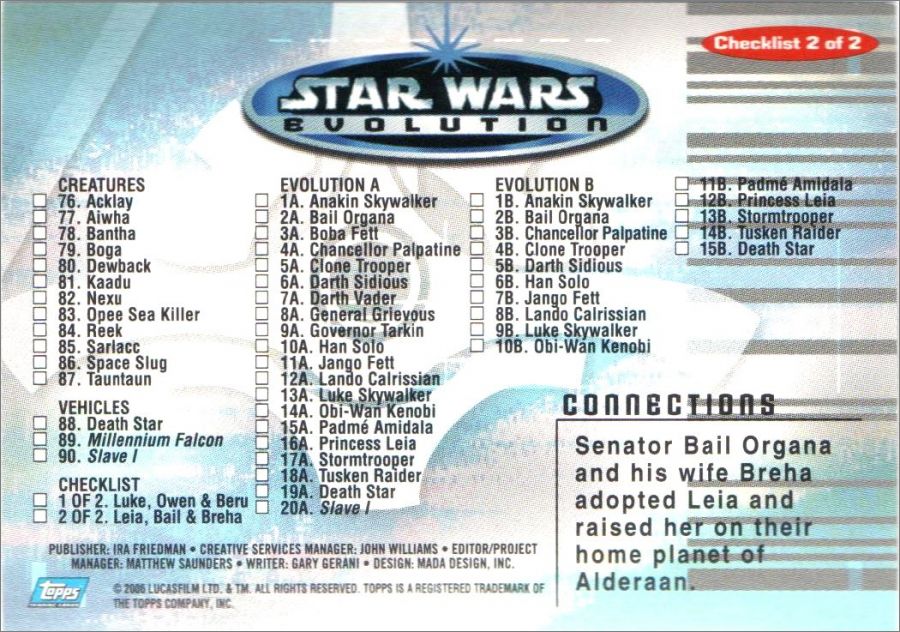 Checklist 2 of 2
STAR WARS
EVOLUTION
CREATURES
76. Acklay
77. Aiwha
78. Bantha
79. Boga
80. Dewback
81. Kaadu
82. Nexu
83. Opee Sea Killer
84. Reek
85. Sarlacc
86. Space Slug
87. Tauntaun
VEHICLES
88. Death Star
89. Millennium Falcon
90. Slave I
CHECKLIST
1 OF 2. Luke, Owen & Beru
2 OF 2. Leia, Bail & Breha
EVOLUTION A
1A. Anakin Skywalker
2A. Bail Organa
3A. Boba Fett
4A. Chancellor Palpatine
5A. Clone Trooper
6A. Darth Sidious
7A. Darth Vader
8A. General Grievous
9A. Governor Tarkin
10A. Han Solo
11A. Jango Fett
12A. Lando Calrissian
13A. Luke Skywalker
14A. Obi-Wan Kenobi
15A. Padmé Amidala
16A. Princess Leia
17A. Stormtrooper
18A. Tusken Raider
19A. Death Star
20A. Slave I
EVOLUTION B
1B. Anakin Skywalker
2B. Bail Organa
3B. Chancellor Palpatine
4B. Clone Trooper
5B. Darth Sidious
6B. Han Solo
7B. Jango Fett
8B. Lando Calrissian
9B. Luke Skywalker
10B. Obi-Wan Kenobi
11B. Padmé Amidala
12B. Princess Leia
13B. Stormtrooper
14B. Tusken Raider
15B. Death Star
CONNECTIONS
Senator Bail Organa
and his wife Breha
adopted Leia and
raised her on their
home planet of
Alderaan.
PUBLISHER: IRA FRIEDMAN • CREATIVE SERVICES MANAGER: JOHN WILLIAMS • EDITOR/PROJECT
MANAGER: MATTHEW SAUNDERS • WRITER: GARY GERANI • DESIGN: MADA DESIGN, INC.
Topps
© 2006 LUCASFILM LTD. & TM. ALL RIGHTS RESERVED. TOPPS IS A REGISTERED TRADEMARK OF
THE TOPPS COMPANY, INC.